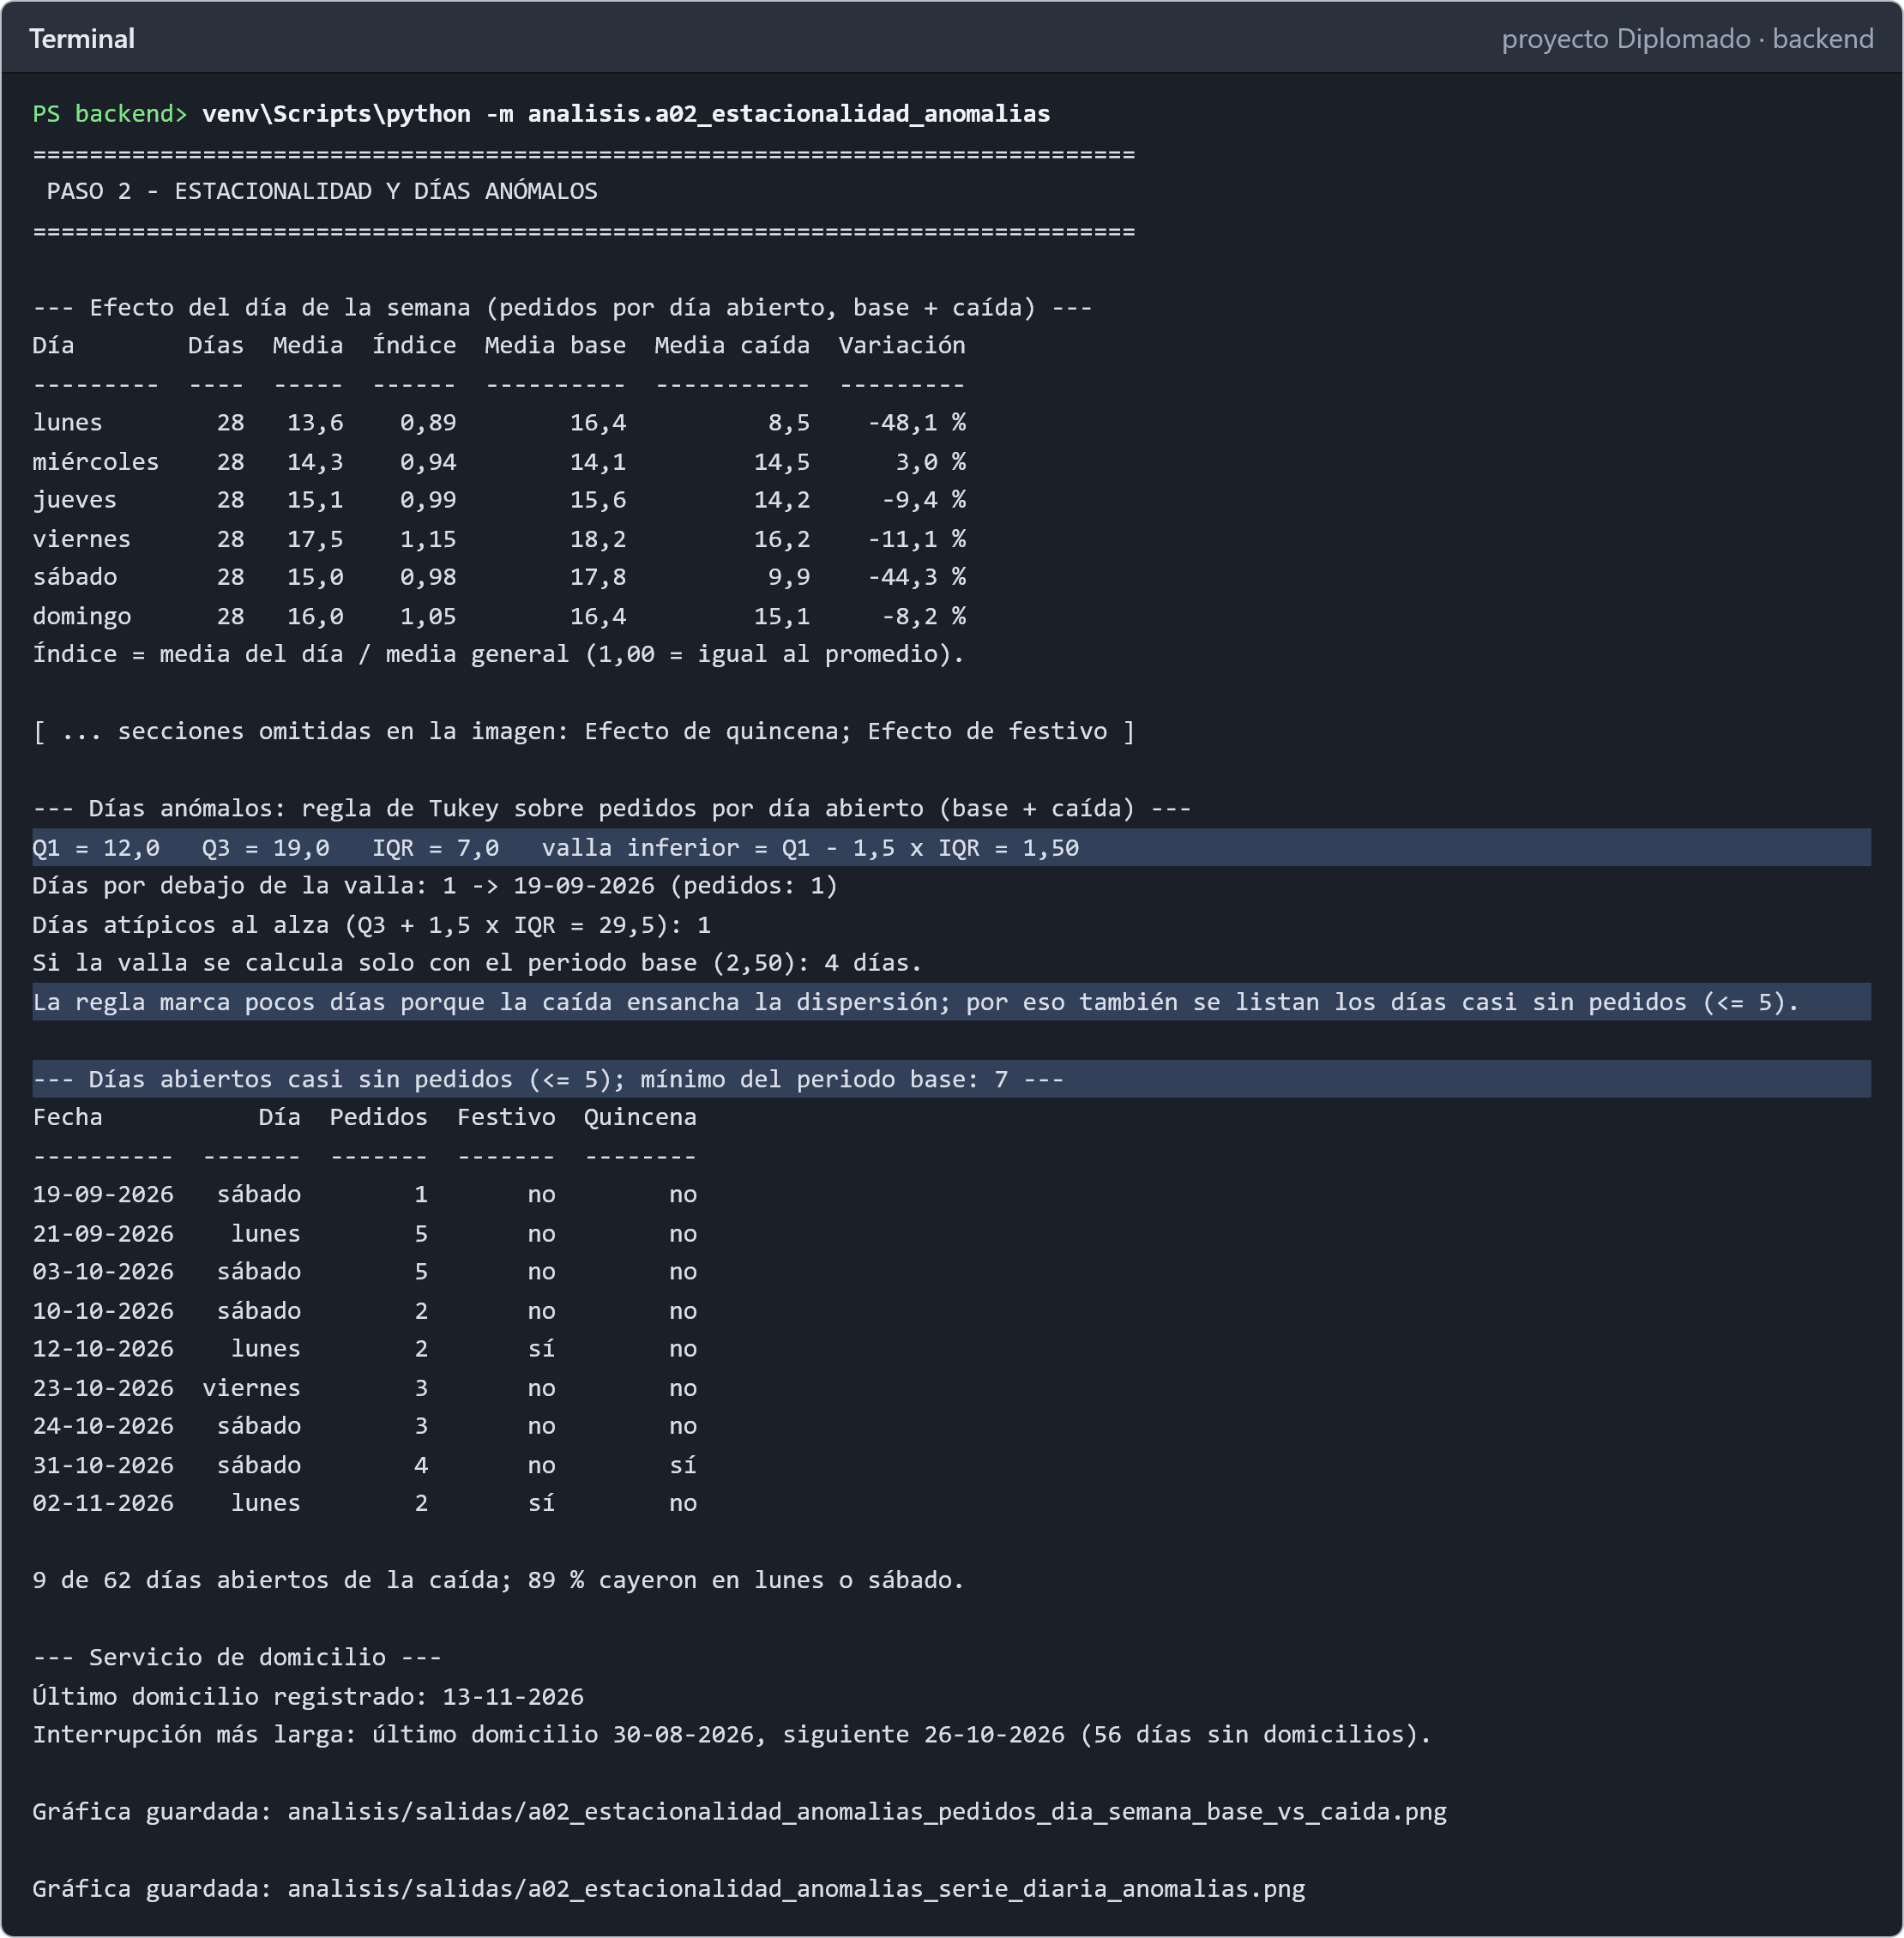 Terminal
proyecto Diplomado · backend
PS backend> venv\Scripts\python -m analisis.a02_estacionalidad_anomalias
==============================================================================
PASO 2 - ESTACIONALIDAD Y DÍAS ANÓMALOS
==============================================================================
--- Efecto del día de la semana (pedidos por día abierto, base + caída) ---
Día        Días  Media  Índice  Media base  Media caída  Variación
---------  ----  -----  ------  ----------  -----------  ---------
lunes        28   13,6    0,89        16,4          8,5    -48,1 %
miércoles    28   14,3    0,94        14,1         14,5      3,0 %
jueves       28   15,1    0,99        15,6         14,2     -9,4 %
viernes      28   17,5    1,15        18,2         16,2    -11,1 %
sábado       28   15,0    0,98        17,8          9,9    -44,3 %
domingo      28   16,0    1,05        16,4         15,1     -8,2 %
Índice = media del día / media general (1,00 = igual al promedio).
[ ... secciones omitidas en la imagen: Efecto de quincena; Efecto de festivo ]
--- Días anómalos: regla de Tukey sobre pedidos por día abierto (base + caída) ---
Q1 = 12,0   Q3 = 19,0   IQR = 7,0   valla inferior = Q1 - 1,5 x IQR = 1,50
Días por debajo de la valla: 1 -> 19-09-2026 (pedidos: 1)
Días atípicos al alza (Q3 + 1,5 x IQR = 29,5): 1
Si la valla se calcula solo con el periodo base (2,50): 4 días.
La regla marca pocos días porque la caída ensancha la dispersión; por eso también se listan los días casi sin pedidos (<= 5).
--- Días abiertos casi sin pedidos (<= 5); mínimo del periodo base: 7 ---
Fecha           Día  Pedidos  Festivo  Quincena
----------  -------  -------  -------  --------
19-09-2026   sábado        1       no        no
21-09-2026    lunes        5       no        no
03-10-2026   sábado        5       no        no
10-10-2026   sábado        2       no        no
12-10-2026    lunes        2       sí        no
23-10-2026  viernes        3       no        no
24-10-2026   sábado        3       no        no
31-10-2026   sábado        4       no        sí
02-11-2026    lunes        2       sí        no
9 de 62 días abiertos de la caída; 89 % cayeron en lunes o sábado.
--- Servicio de domicilio ---
Último domicilio registrado: 13-11-2026
Interrupción más larga: último domicilio 30-08-2026, siguiente 26-10-2026 (56 días sin domicilios).
Gráfica guardada: analisis/salidas/a02_estacionalidad_anomalias_pedidos_dia_semana_base_vs_caida.png
Gráfica guardada: analisis/salidas/a02_estacionalidad_anomalias_serie_diaria_anomalias.png